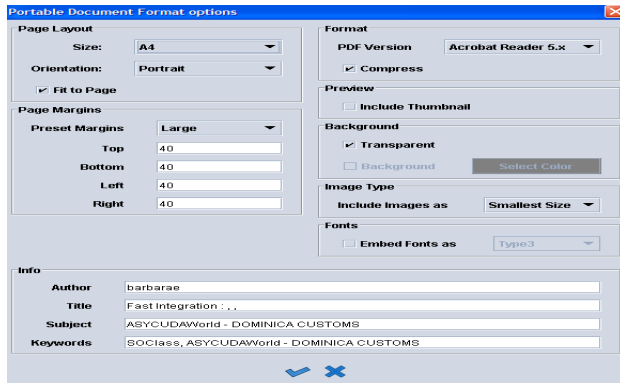 Portable Document Format options
Page Layout
Size: A4
Orientation: Portrait
Fit to Page
Page Margins
Preset Margins Large
Top 40
Bottom 40
Left 40
Right 40
Format
PDF Version Acrobat Reader 5.x
Compress
Preview
Include Thumbnail
Background
Transparent
Background Select Color
Image Type
Include Images as Smallest Size
Fonts
Embed Fonts as Type3
Info
Author barbarae
Title Fast Integration : , ,
Subject ASYCUDAWorld - DOMINICA CUSTOMS
Keywords SOClass, ASYCUDAWorld - DOMINICA CUSTOMS